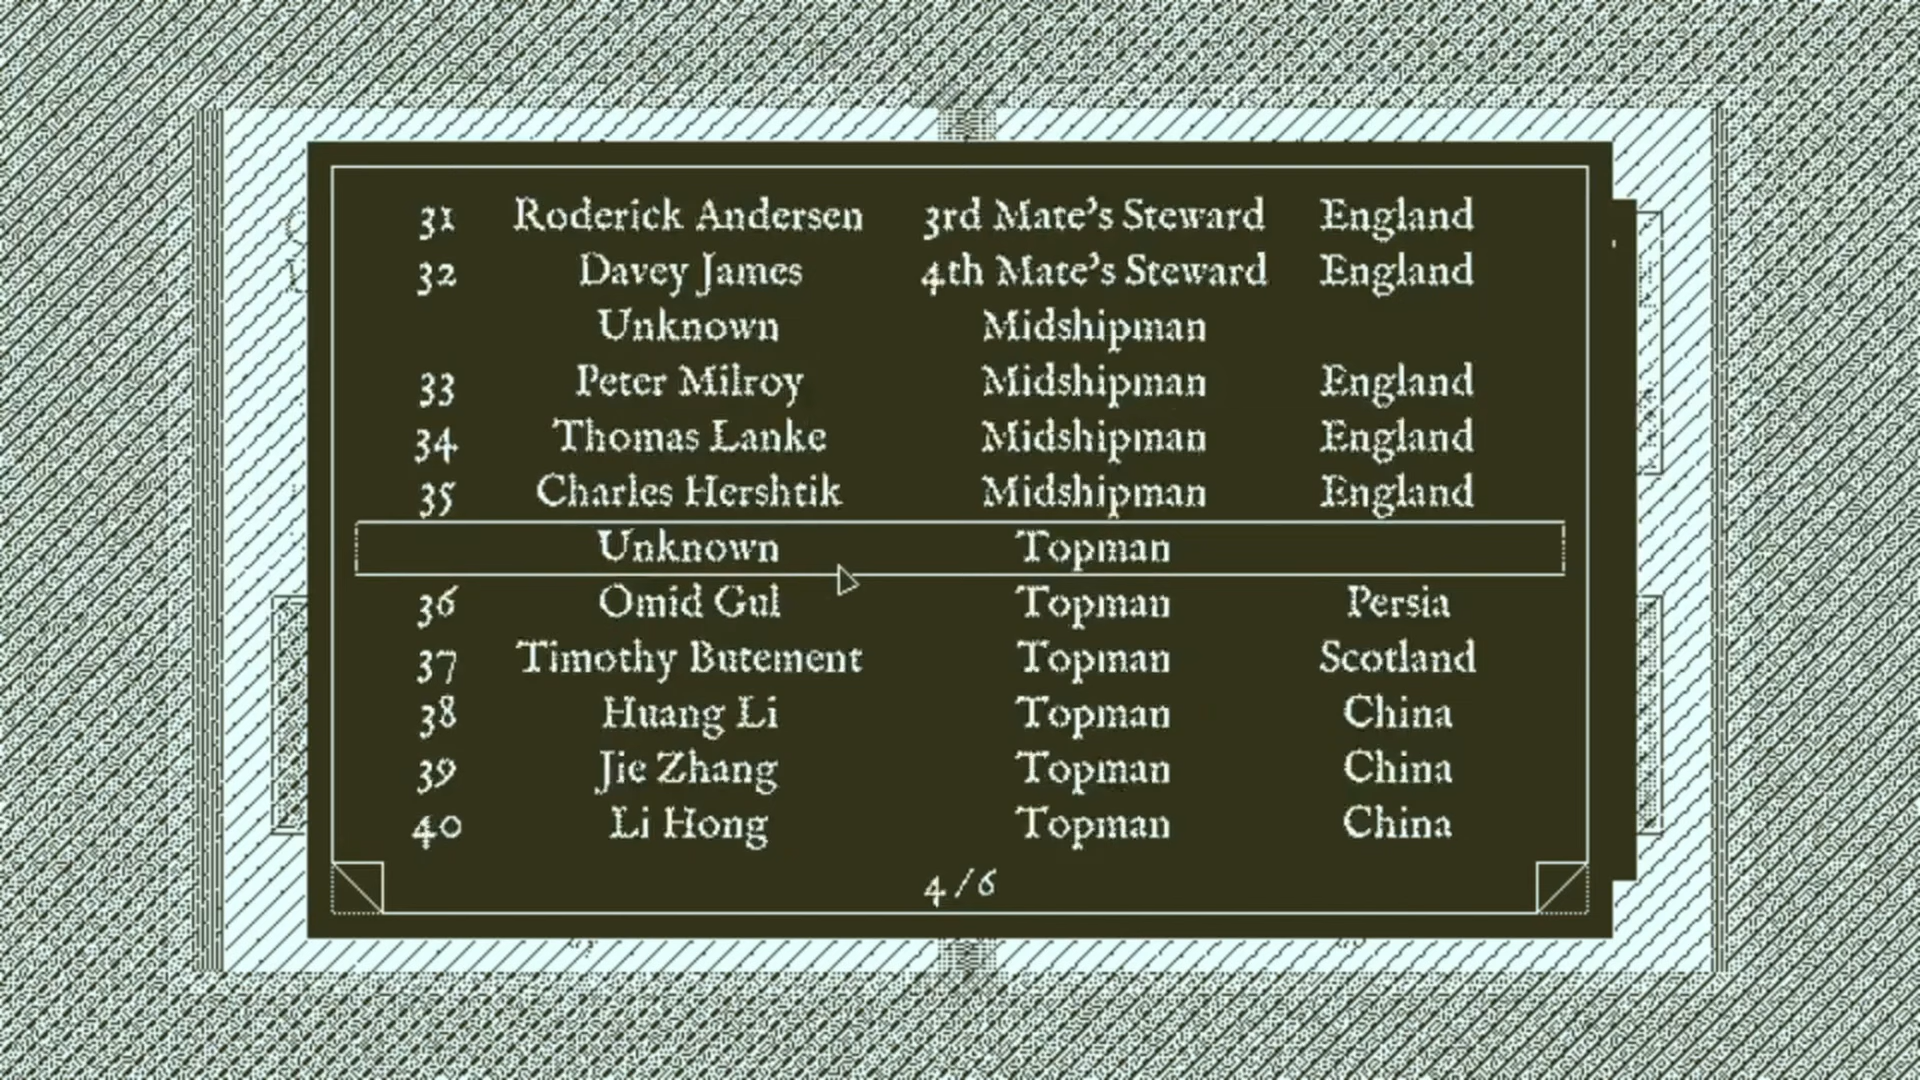 31 Roderick Andersen 3rd Mate's Steward England
32 Davey James 4th Mate's Steward England
Unknown Midshipman
33 Peter Milroy Midshipman England
34 Thomas Lanke Midshipman England
35 Charles Hershtik Midshipman England
Unknown Topman
36 Omid Gul Topman Persia
37 Timothy Butement Topman Scotland
38 Huang Li Topman China
39 Jie Zhang Topman China
40 Li Hong Topman China
4/6